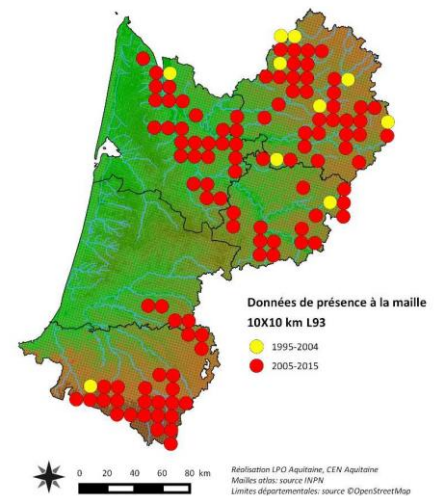 Données de présence à la maille
10X10 km L93
1995-2004
2005-2015
0 20 40 60 80 km
Réalisation LPO Aquitaine, CEN Aquitaine
Mailles atlas: source INPN
Limites départementales: source ©OpenStreetMap